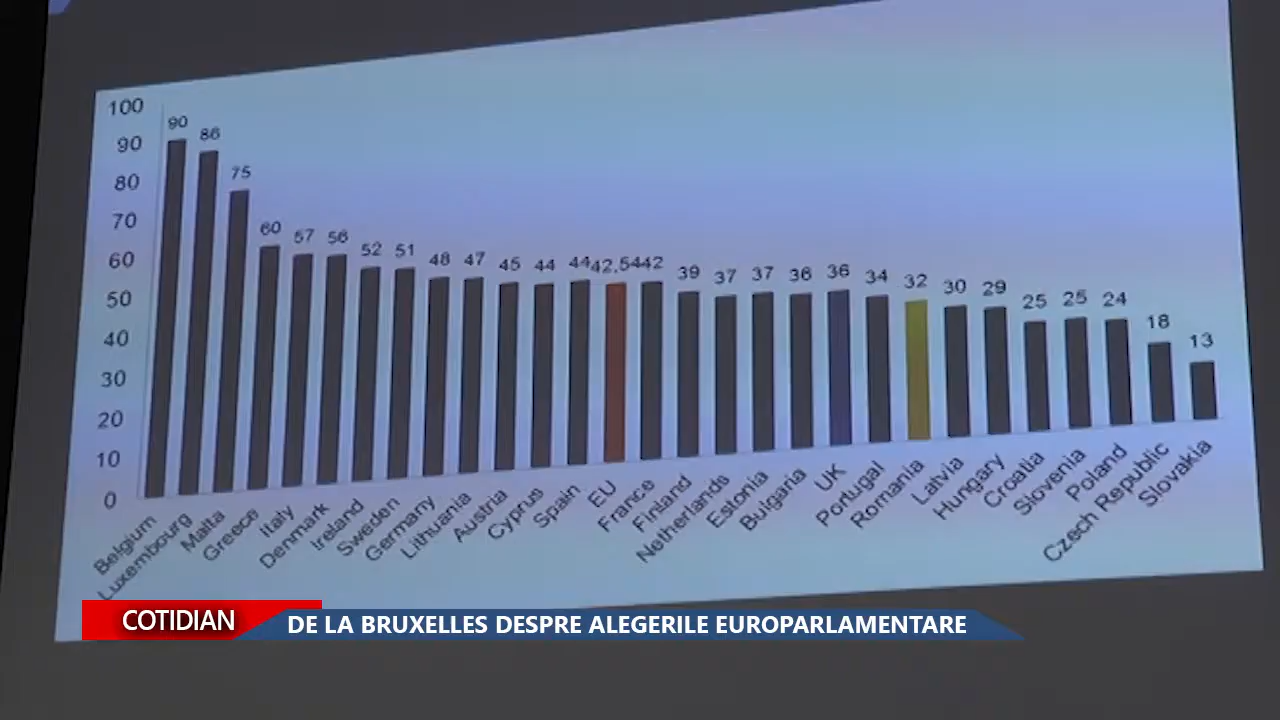 100
90
80
70
60
50
40
30
20
10
0
90
86
75
60
57
56
52
51
48
47
45
44
44
42,54
42
39
37
37
36
36
34
32
30
29
25
25
24
18
13
Belgium
Luxembourg
Malta
Greece
Italy
Denmark
Ireland
Sweden
Germany
Lithuania
Austria
Cyprus
Spain
EU
France
Finland
Netherlands
Estonia
Bulgaria
UK
Portugal
Romania
Latvia
Hungary
Croatia
Slovenia
Poland
Czech Republic
Slovakia
COTIDIAN
DE LA BRUXELLES DESPRE ALEGERILE EUROPARLAMENTARE